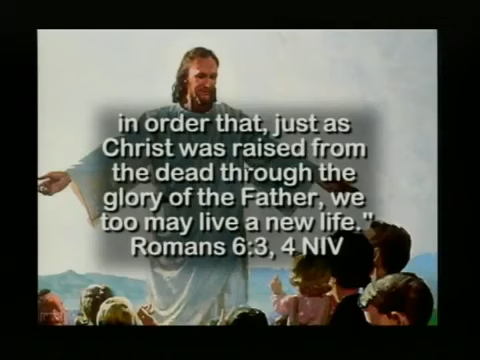 in order that, just as
Christ was raised from
the dead through the
glory of the Father, we
too may live a new life."
Romans 6:3, 4 NIV